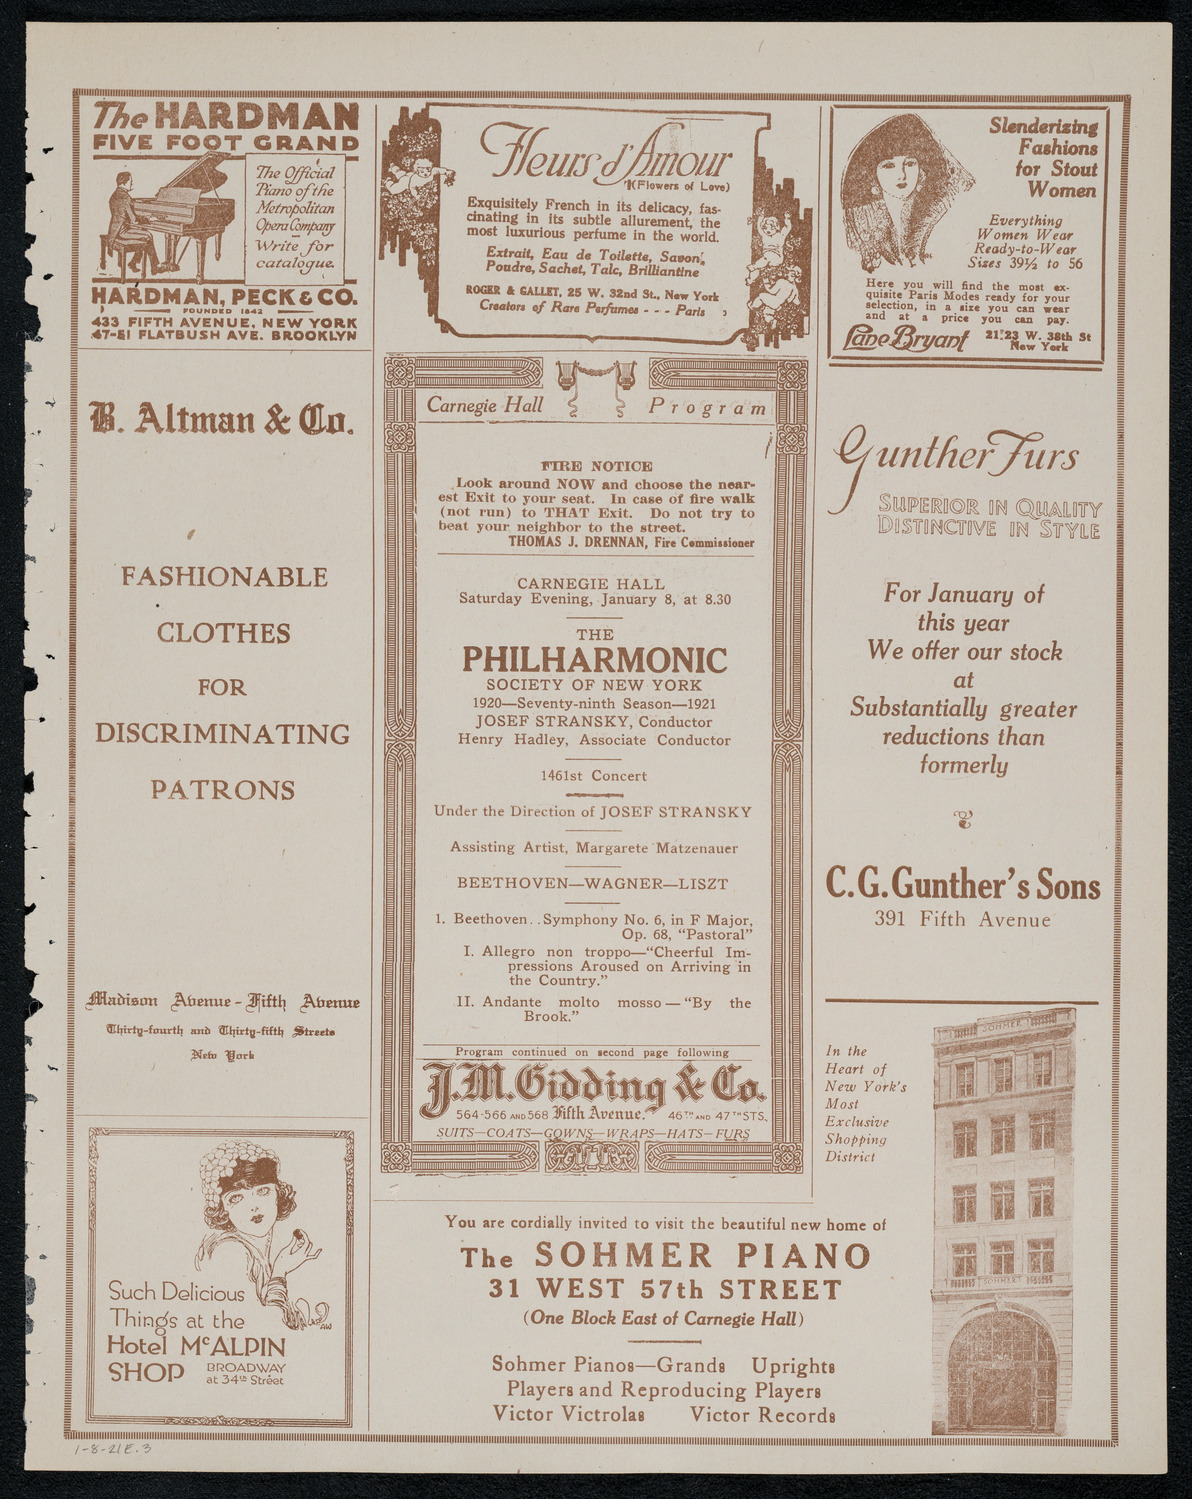 The HARDMAN
FIVE FOOT GRAND
The Official
Piano of the
Metropolitan
Opera Company
Write for
catalogue.
HARDMAN, PECK & CO.
FOUNDED 1842
433 FIFTH AVENUE, NEW YORK
47-51 FLATBUSH AVE. BROOKLYN
Fleurs d'Amour
(Flowers of Love)
Exquisitely French in its delicacy, fas-
cinating in its subtle allurement, the
most luxurious perfume in the world.
Extrait, Eau de Toilette, Savon,
Poudre, Sachet, Talc, Brilliantine
ROGER & GALLET, 25 W. 32nd St., New York
Creators of Rare Perfumes - - - Paris
Slenderizing
Fashions
for Stout
Women
Everything
Women Wear
Ready-to-Wear
Sizes 39½ to 56
Here you will find the most ex-
quisite Paris Modes ready for your
selection, in a size you can wear
and at a price you can pay.
Lane Bryant
21-23 W. 38th St
New York
B. Altman & Co.
FASHIONABLE
CLOTHES
FOR
DISCRIMINATING
PATRONS
Madison Avenue - Fifth Avenue
Thirty-fourth and Thirty-fifth Streets
New York
Such Delicious
Things at the
Hotel McALPIN
SHOP
BROADWAY
at 34th Street
Carnegie Hall Program
FIRE NOTICE
Look around NOW and choose the near-
est Exit to your seat. In case of fire walk
(not run) to THAT Exit. Do not try to
beat your neighbor to the street.
THOMAS J. DRENNAN, Fire Commissioner
CARNEGIE HALL
Saturday Evening, January 8, at 8.30
THE
PHILHARMONIC
SOCIETY OF NEW YORK
1920—Seventy-ninth Season—1921
JOSEF STRANSKY, Conductor
Henry Hadley, Associate Conductor
1461st Concert
Under the Direction of JOSEF STRANSKY
Assisting Artist, Margarete Matzenauer
BEETHOVEN—WAGNER—LISZT
1. Beethoven..Symphony No. 6, in F Major,
Op. 68, "Pastoral"
I. Allegro non troppo—"Cheerful Im-
pressions Aroused on Arriving in
the Country."
II. Andante molto mosso—"By the
Brook."
Program continued on second page following
J.M. Gidding & Co.
564-566 AND 568 Fifth Avenue. 46TH AND 47TH STS.
SUITS—COATS—GOWNS—WRAPS—HATS—FURS
Gunther Furs
SUPERIOR IN QUALITY
DISTINCTIVE IN STYLE
For January of
this year
We offer our stock
at
Substantially greater
reductions than
formerly
C.G. Gunther's Sons
391 Fifth Avenue
In the
Heart of
New York's
Most
Exclusive
Shopping
District
SOHMER
SOHMER
You are cordially invited to visit the beautiful new home of
The SOHMER PIANO
31 WEST 57th STREET
(One Block East of Carnegie Hall)
Sohmer Pianos—Grands Uprights
Players and Reproducing Players
Victor Victrolas Victor Records
1-8-21E.3